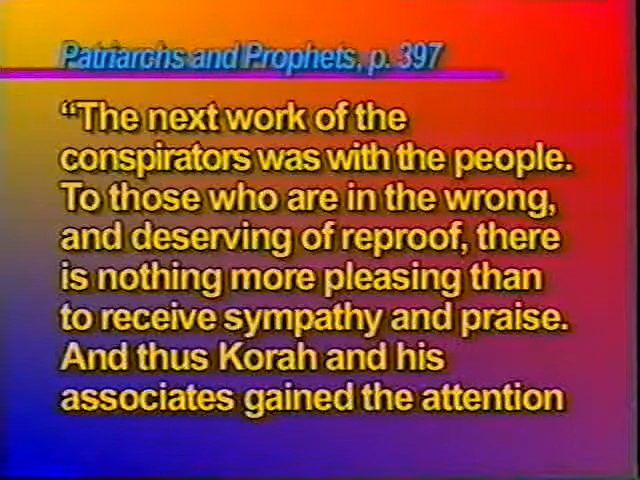 Patriarchs and Prophets, p. 397
“The next work of the
conspirators was with the people.
To those who are in the wrong,
and deserving of reproof, there
is nothing more pleasing than
to receive sympathy and praise.
And thus Korah and his
associates gained the attention